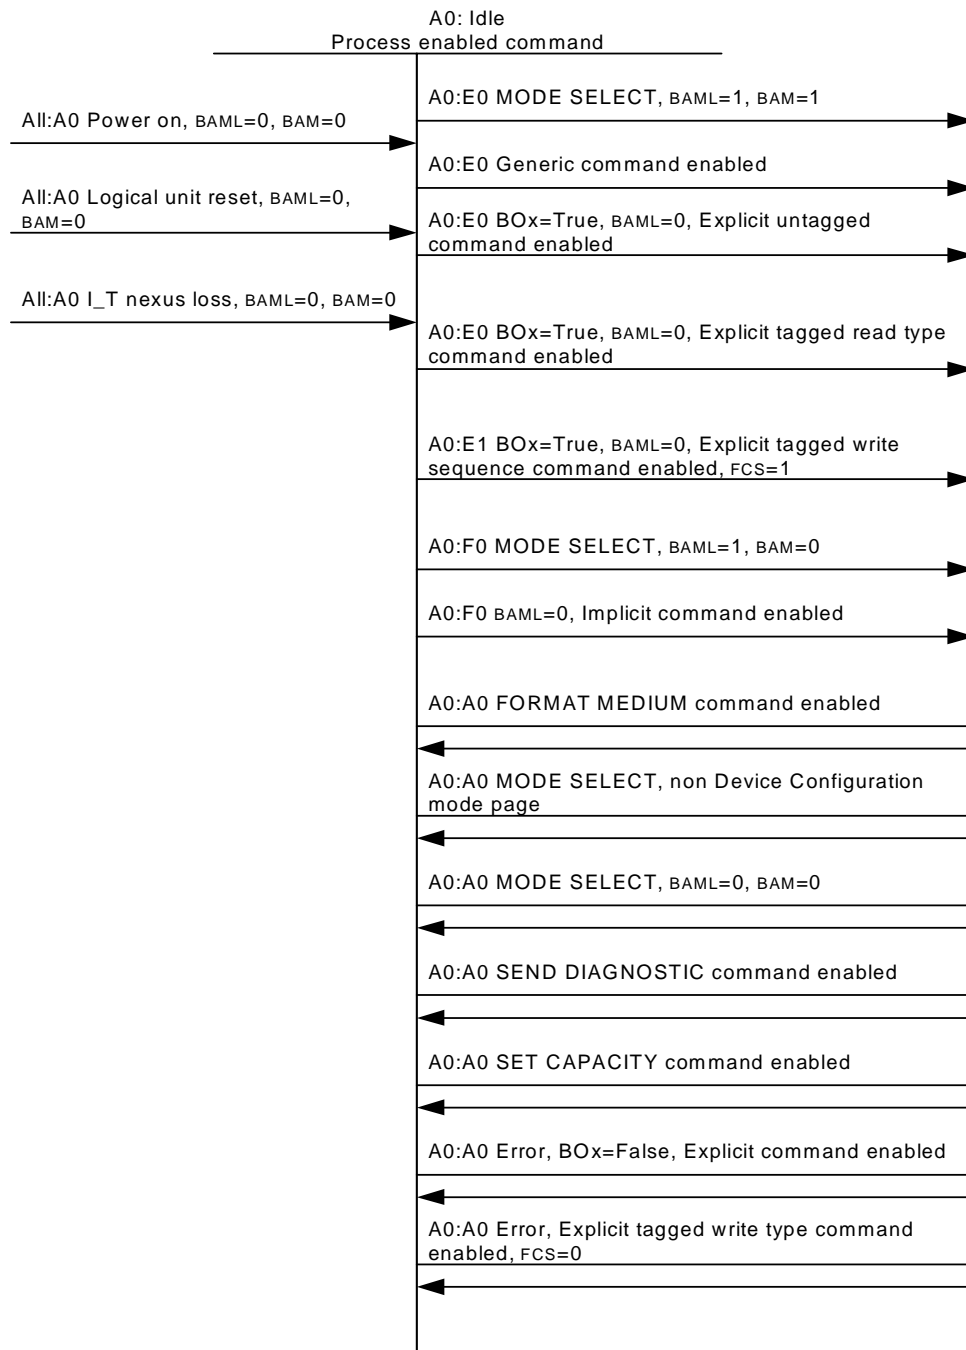 A0: Idle
Process enabled command
A0:E0 MODE SELECT, BAML=1, BAM=1
All:A0 Power on, BAML=0, BAM=0
A0:E0 Generic command enabled
All:A0 Logical unit reset, BAML=0,
BAM=0
A0:E0 BOx=True, BAML=0, Explicit untagged
command enabled
All:A0 I_T nexus loss, BAML=0, BAM=0
A0:E0 BOx=True, BAML=0, Explicit tagged read type
command enabled
A0:E1 BOx=True, BAML=0, Explicit tagged write
sequence command enabled, FCS=1
A0:F0 MODE SELECT, BAML=1, BAM=0
A0:F0 BAML=0, Implicit command enabled
A0:A0 FORMAT MEDIUM command enabled
A0:A0 MODE SELECT, non Device Configuration
mode page
A0:A0 MODE SELECT, BAML=0, BAM=0
A0:A0 SEND DIAGNOSTIC command enabled
A0:A0 SET CAPACITY command enabled
A0:A0 Error, BOx=False, Explicit command enabled
A0:A0 Error, Explicit tagged write type command
enabled, FCS=0